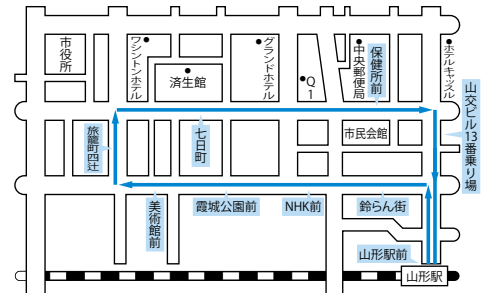 市役所
ワシントンホテル
済生館
グランドホテル
Q1
中央郵便局
保健所前
ホテルキャッスル
山交ビル13番乗り場
旅籠町四辻
七日町
市民会館
美術館前
霞城公園前
NHK前
鈴らん街
山形駅前
山形駅